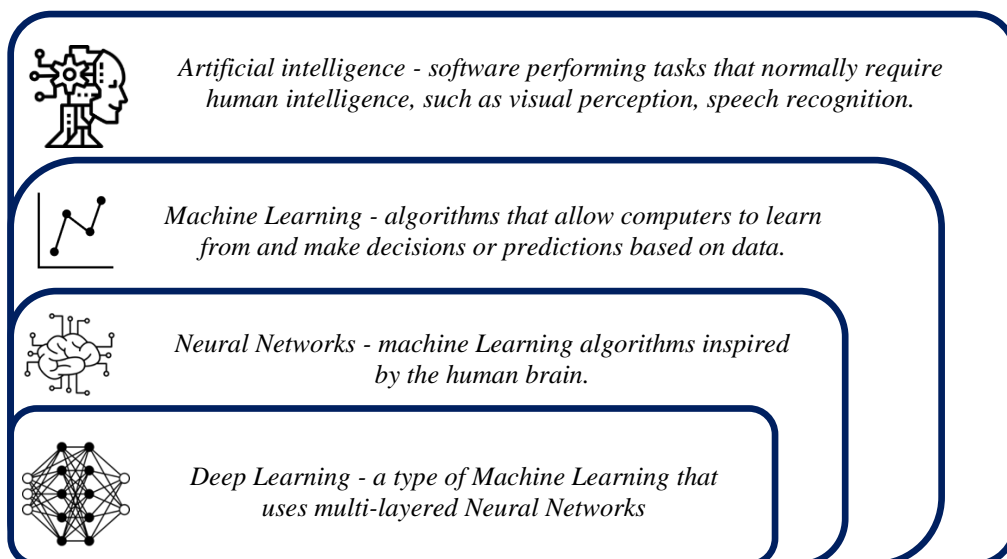 Artificial intelligence - software performing tasks that normally require
human intelligence, such as visual perception, speech recognition.
Machine Learning - algorithms that allow computers to learn
from and make decisions or predictions based on data.
Neural Networks - machine Learning algorithms inspired
by the human brain.
Deep Learning - a type of Machine Learning that
uses multi-layered Neural Networks